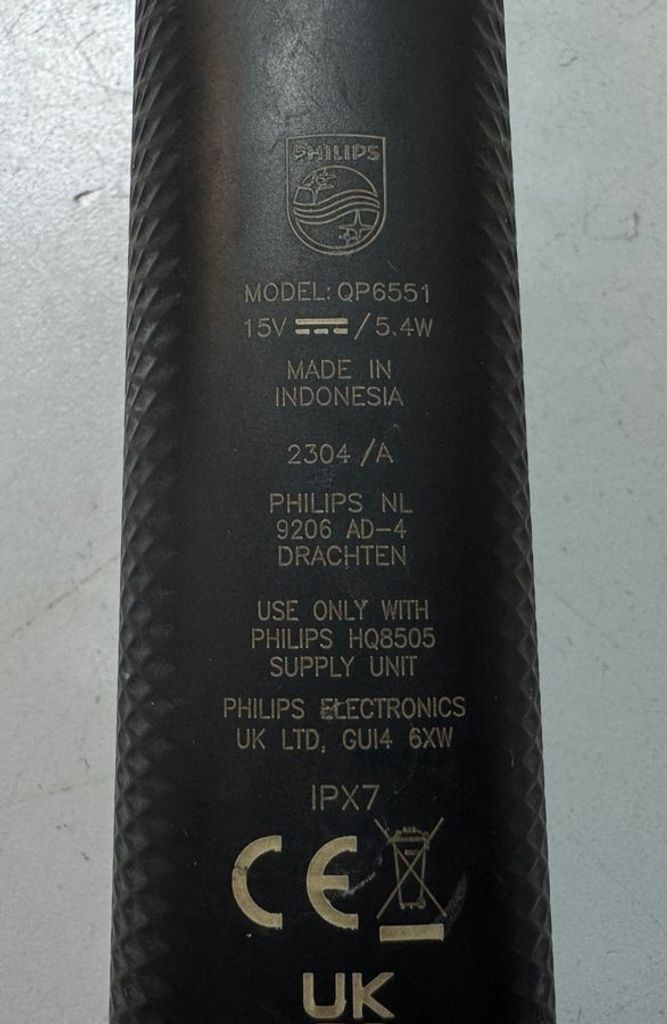 PHILIPS
MODEL: QP6551
15V ⎓ / 5.4W
MADE IN
INDONESIA
2304 /A
PHILIPS NL
9206 AD-4
DRACHTEN
USE ONLY WITH
PHILIPS HQ8505
SUPPLY UNIT
PHILIPS ELECTRONICS
UK LTD, GU14 6XW
IPX7
CE
UK